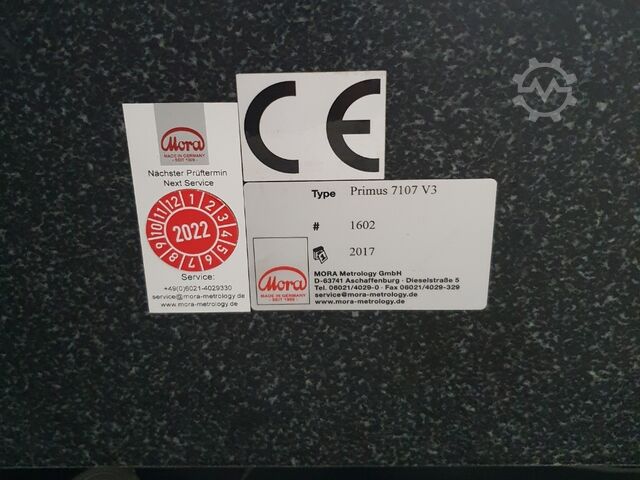 Mora
MADE IN GERMANY
- SEIT 1909 -
Nächster Prüftermin
Next Service
12 1 2 3 4 5 6 7 8 9 10 11
2022
Service:
+49(0)6021-4029330
service@mora-metrology.de
www.mora-metrology.de
CE
Type Primus 7107 V3
# 1602
2017
Mora
MADE IN GERMANY
- SEIT 1909 -
MORA Metrology GmbH
D-63741 Aschaffenburg · Dieselstraße 5
Tel. 06021/4029-0 · Fax 06021/4029-329
service@mora-metrology.de
www.mora-metrology.de